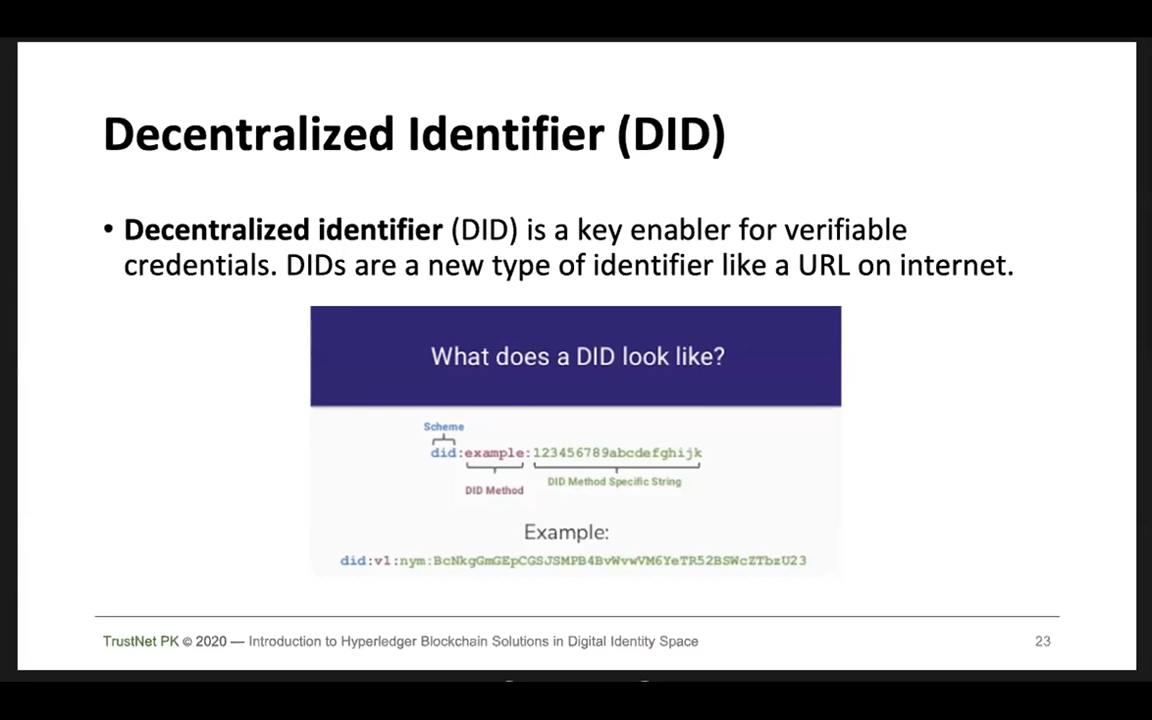 Decentralized Identifier (DID)
• Decentralized identifier (DID) is a key enabler for verifiable
credentials. DIDs are a new type of identifier like a URL on internet.
What does a DID look like?
Scheme
did:example:123456789abcdefghijk
DID Method
DID Method Specific String
Example:
did:v1:nym:BcNkgGmGEpCGSJSMPB4BvWvwVM6YeTR52BSWcZTbzU23
TrustNet PK © 2020 — Introduction to Hyperledger Blockchain Solutions in Digital Identity Space
23